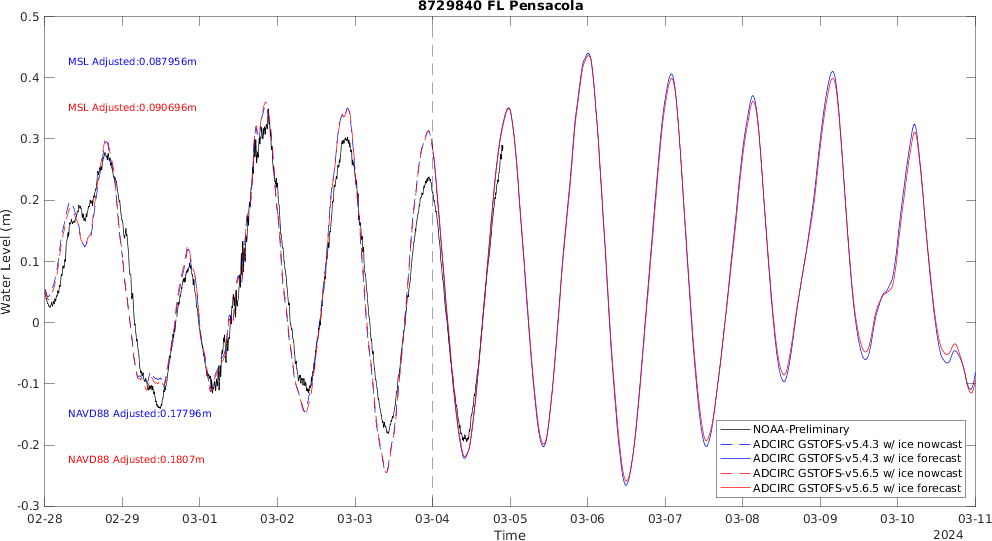 8729840 FL Pensacola
0.5
MSL Adjusted:0.087956m
0.4
MSL Adjusted:0.090696m
0.3
0.2
0.1
Water Level (m)
0
-0.1
NAVD88 Adjusted:0.17796m
-0.2
NAVD88 Adjusted:0.1807m
-0.3
NOAA-Preliminary
ADCIRC GSTOFS-v5.4.3 w/ ice nowcast
ADCIRC GSTOFS-v5.4.3 w/ ice forecast
ADCIRC GSTOFS-v5.6.5 w/ ice nowcast
ADCIRC GSTOFS-v5.6.5 w/ ice forecast
02-28 02-29 03-01 03-02 03-03 03-04 03-05 03-06 03-07 03-08 03-09 03-10 03-11
Time
2024